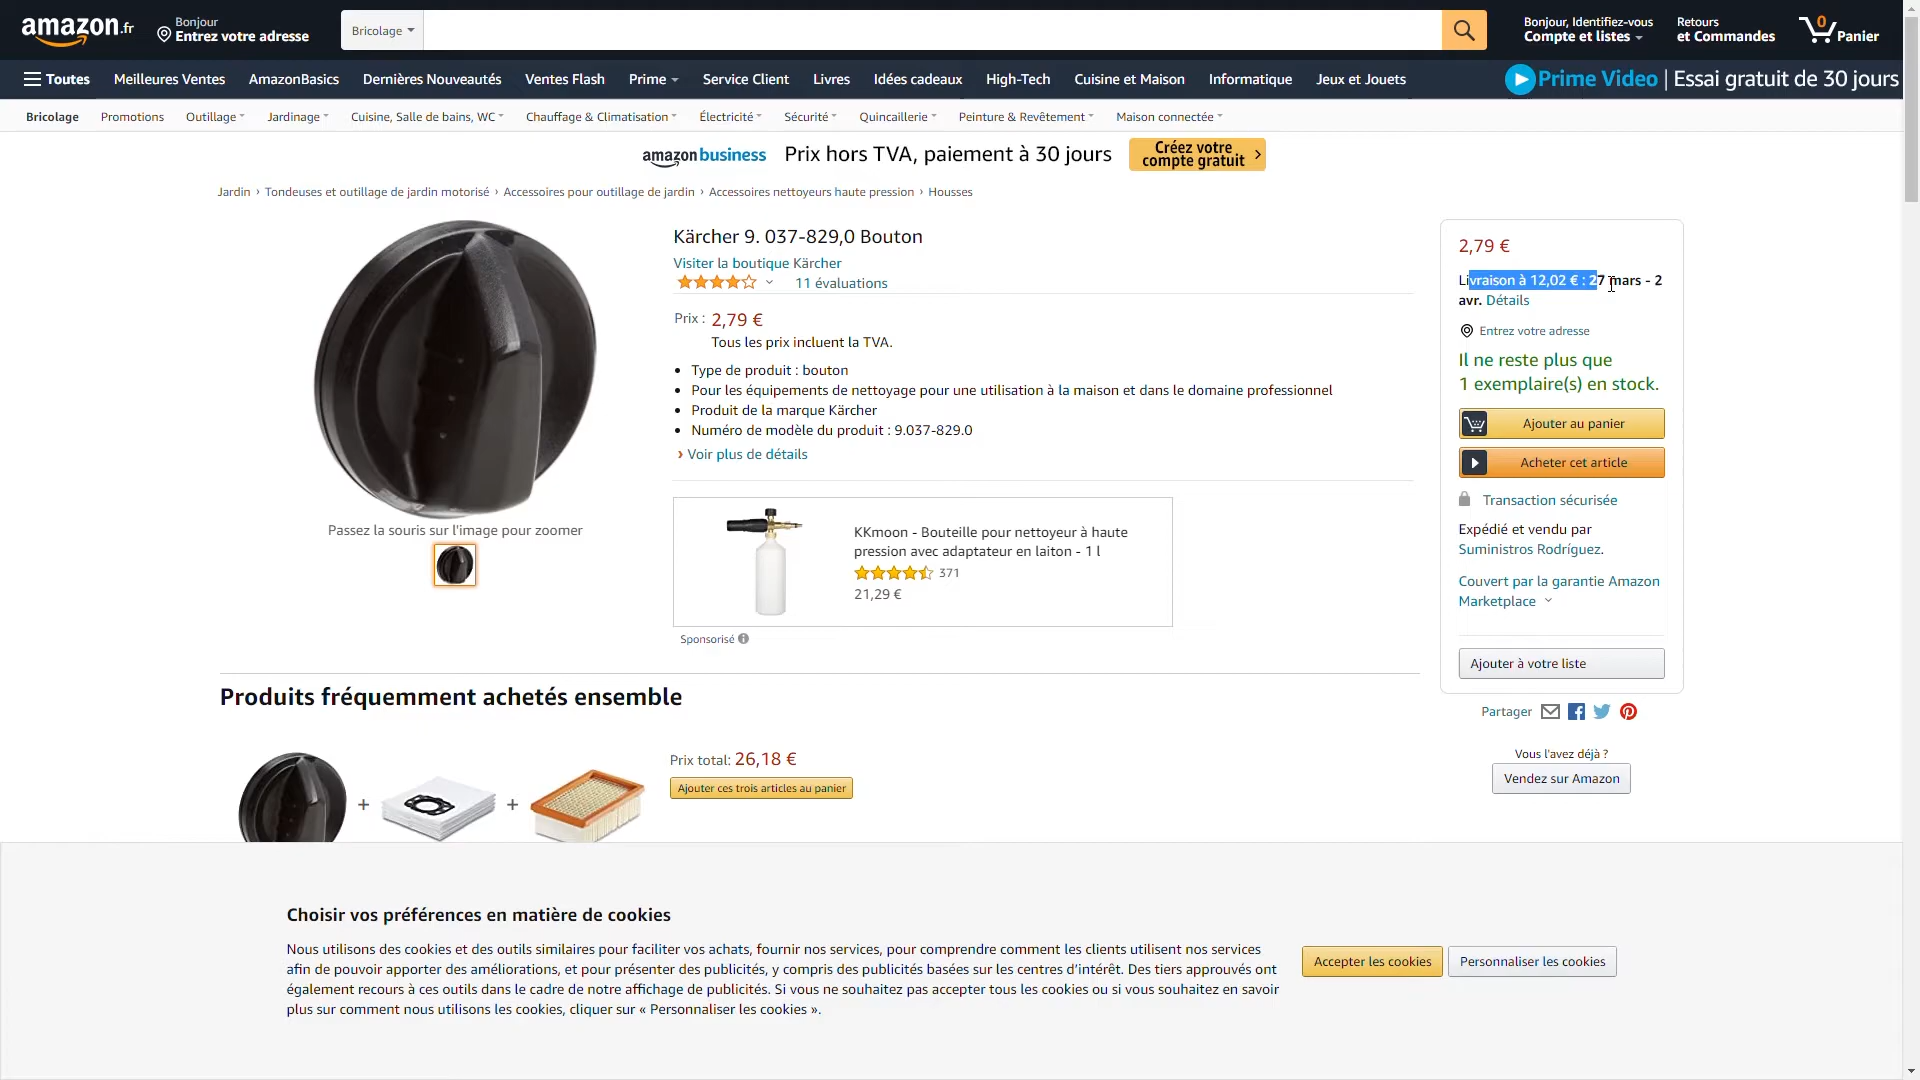 amazon.fr
Bonjour
Entrez votre adresse
Bricolage
Bonjour, Identifiez-vous
Compte et listes
Retours
et Commandes
0
Panier
Toutes
Meilleures Ventes
AmazonBasics
Dernières Nouveautés
Ventes Flash
Prime
Service Client
Livres
Idées cadeaux
High-Tech
Cuisine et Maison
Informatique
Jeux et Jouets
Prime Video | Essai gratuit de 30 jours
Bricolage
Promotions
Outillage
Jardinage
Cuisine, Salle de bains, WC
Chauffage & Climatisation
Électricité
Sécurité
Quincaillerie
Peinture & Revêtement
Maison connectée
amazon business
Prix hors TVA, paiement à 30 jours
Créez votre
compte gratuit
Jardin › Tondeuses et outillage de jardin motorisé › Accessoires pour outillage de jardin › Accessoires nettoyeurs haute pression › Housses
Kärcher 9. 037-829,0 Bouton
Visiter la boutique Kärcher
11 évaluations
Prix : 2,79 €
Tous les prix incluent la TVA.
Type de produit : bouton
Pour les équipements de nettoyage pour une utilisation à la maison et dans le domaine professionnel
Produit de la marque Kärcher
Numéro de modèle du produit : 9.037-829.0
› Voir plus de détails
Passez la souris sur l'image pour zoomer
KKmoon - Bouteille pour nettoyeur à haute
pression avec adaptateur en laiton - 1 l
371
21,29 €
Sponsorisé
2,79 €
Livraison à 12,02 € : 27 mars - 2
avr. Détails
Entrez votre adresse
Il ne reste plus que
1 exemplaire(s) en stock.
Ajouter au panier
Acheter cet article
Transaction sécurisée
Expédié et vendu par
Suministros Rodríguez.
Couvert par la garantie Amazon
Marketplace
Ajouter à votre liste
Partager
Vous l'avez déjà ?
Vendez sur Amazon
Produits fréquemment achetés ensemble
Prix total: 26,18 €
Ajouter ces trois articles au panier
+
+
Choisir vos préférences en matière de cookies
Nous utilisons des cookies et des outils similaires pour faciliter vos achats, fournir nos services, pour comprendre comment les clients utilisent nos services
afin de pouvoir apporter des améliorations, et pour présenter des publicités, y compris des publicités basées sur les centres d’intérêt. Des tiers approuvés ont
également recours à ces outils dans le cadre de notre affichage de publicités. Si vous ne souhaitez pas accepter tous les cookies ou si vous souhaitez en savoir
plus sur comment nous utilisons les cookies, cliquer sur « Personnaliser les cookies ».
Accepter les cookies
Personnaliser les cookies